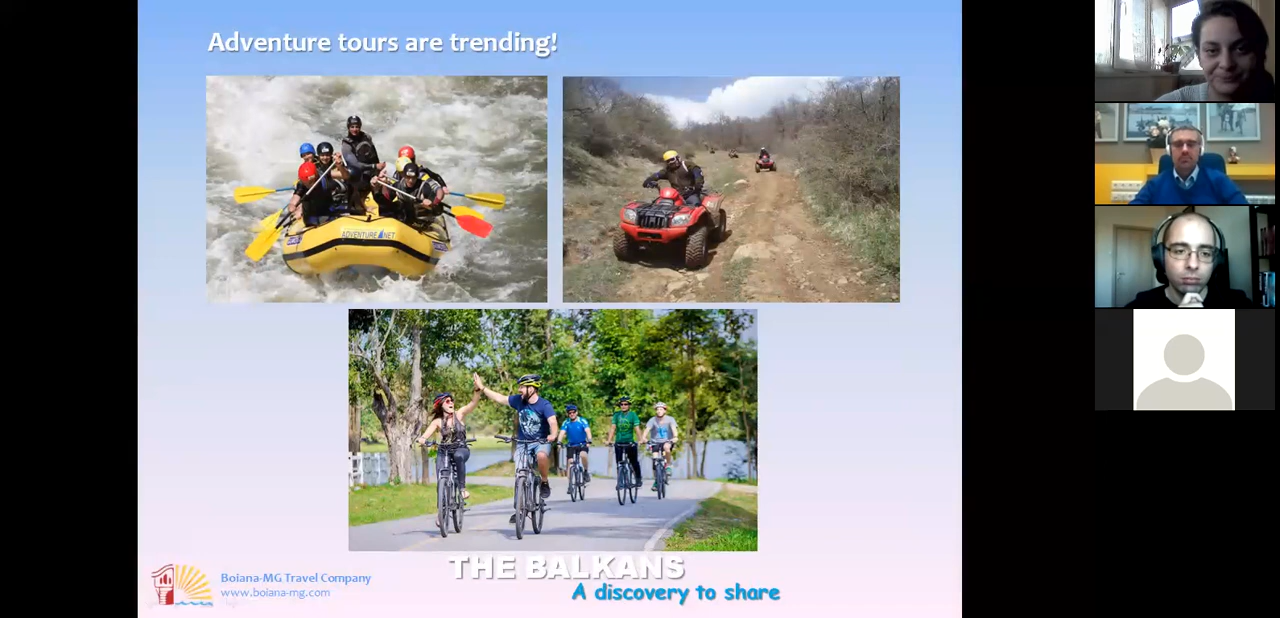 Adventure tours are trending!
ADVENTURE NET
THE BALKANS
A discovery to share
Boiana-MG Travel Company
www.boiana-mg.com